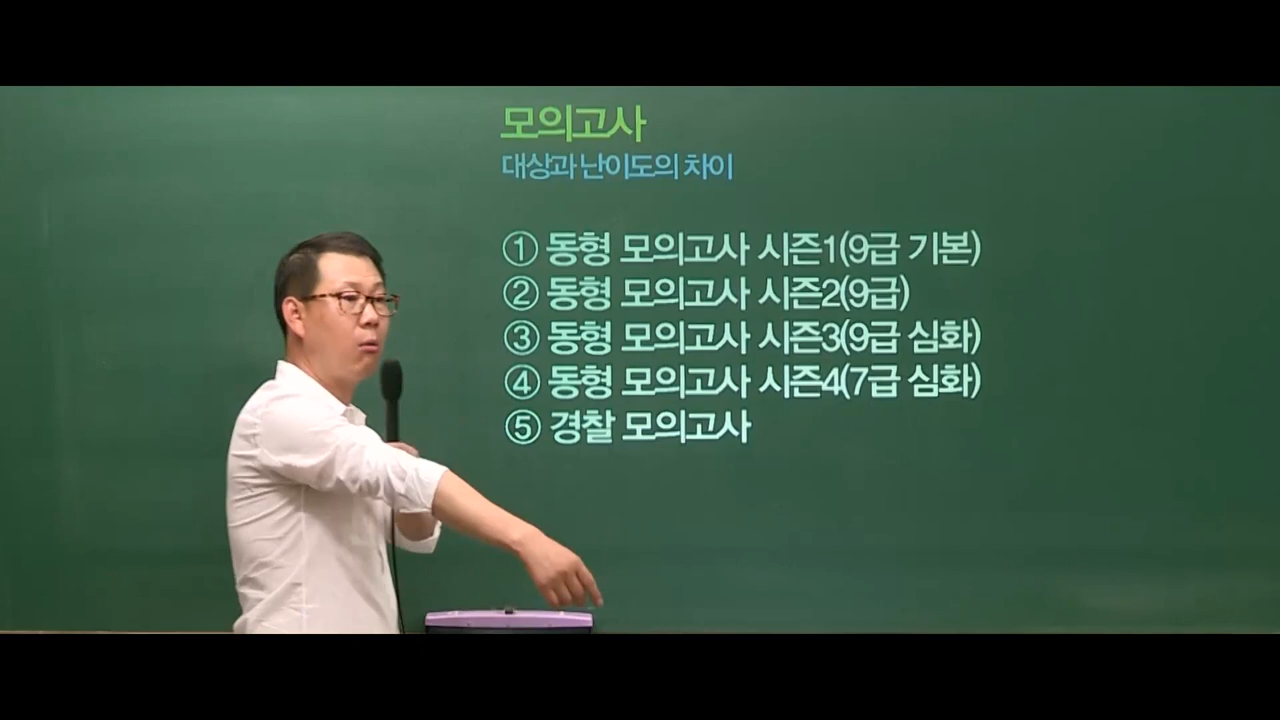 모의고사
대상과 난이도의 차이
① 동형 모의고사 시즌1(9급 기본)
② 동형 모의고사 시즌2(9급)
③ 동형 모의고사 시즌3(9급 심화)
④ 동형 모의고사 시즌4(7급 심화)
⑤ 경찰 모의고사